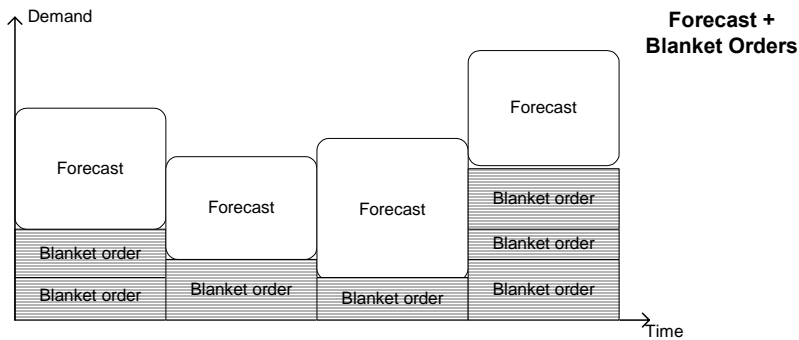 Demand
Forecast +
Blanket Orders
Forecast
Forecast
Forecast
Forecast
Blanket order
Blanket order
Blanket order
Blanket order
Blanket order
Blanket order
Blanket order
Time